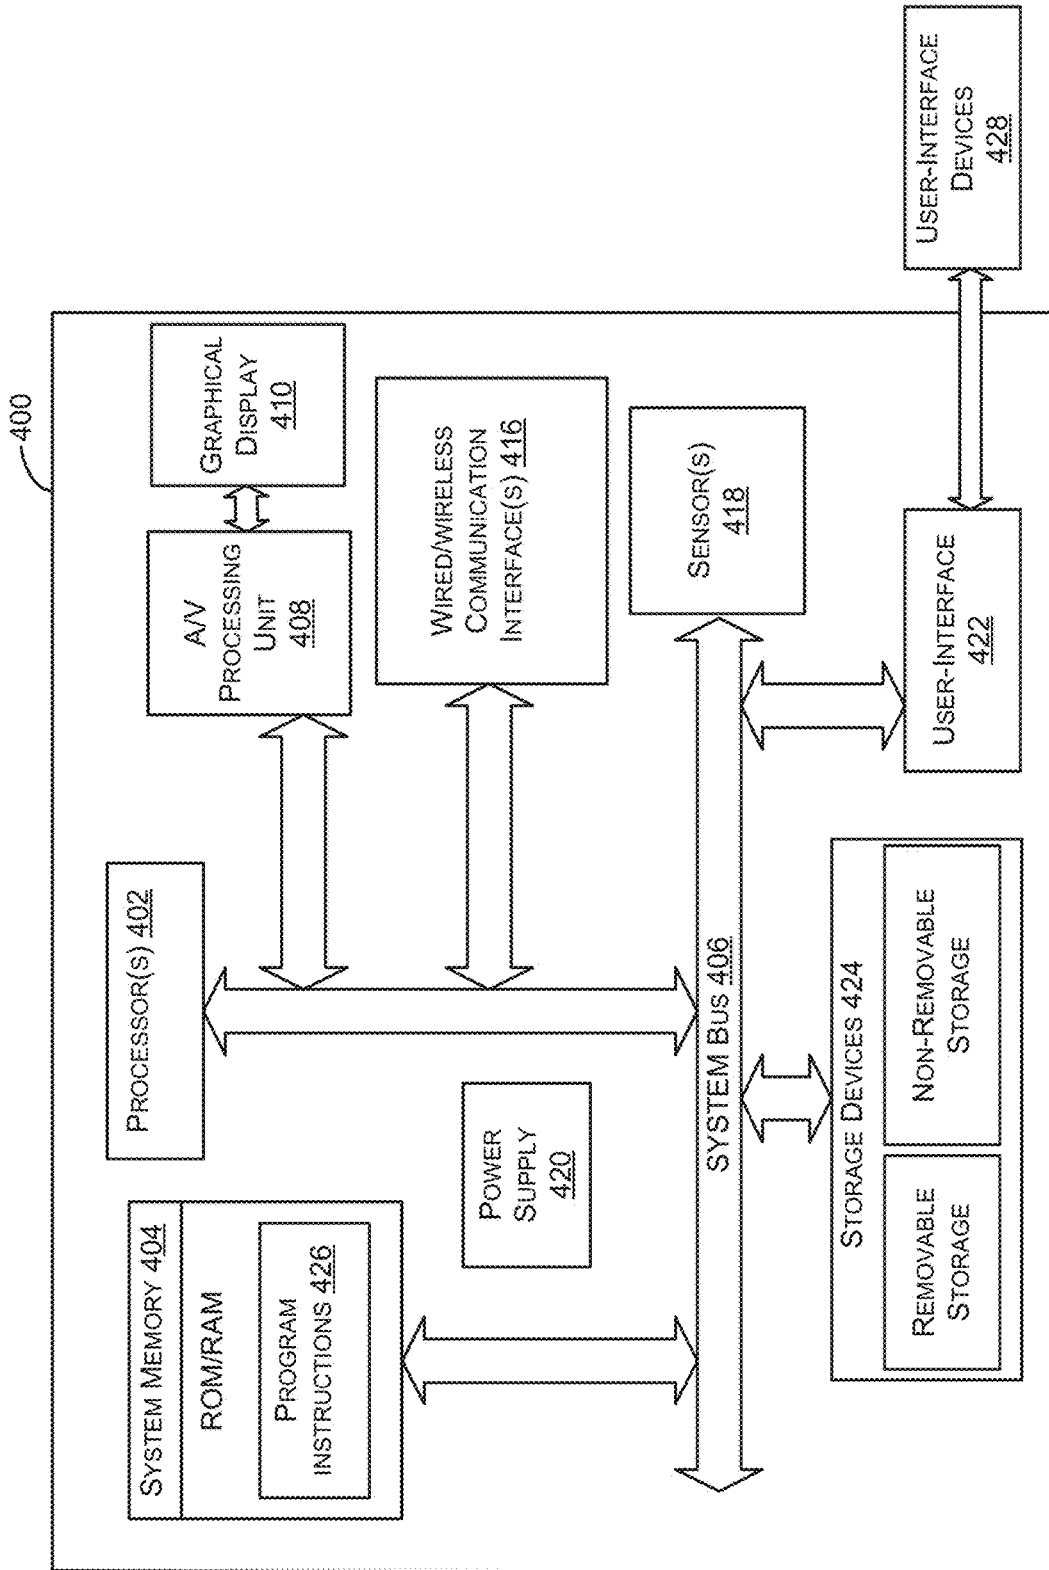 400
SYSTEM MEMORY 404
ROM/RAM
PROGRAM
INSTRUCTIONS 426
PROCESSOR(S) 402
A/V
PROCESSING
UNIT
408
GRAPHICAL
DISPLAY
410
POWER
SUPPLY
420
WIRED/WIRELESS
COMMUNICATION
INTERFACE(S) 416
SENSOR(S)
418
SYSTEM BUS 406
STORAGE DEVICES 424
REMOVABLE
STORAGE
NON-REMOVABLE
STORAGE
USER-INTERFACE
422
USER-INTERFACE
DEVICES
428